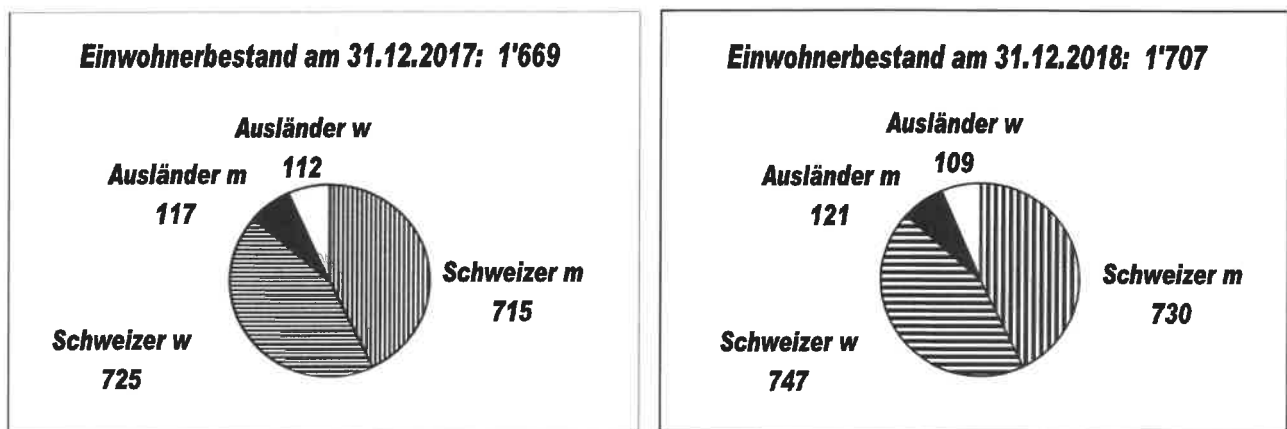 Einwohnerbestand am 31.12.2017: 1'669
Ausländer w
112
Ausländer m
117
Schweizer m
715
Schweizer w
725
Einwohnerbestand am 31.12.2018: 1'707
Ausländer w
109
Ausländer m
121
Schweizer m
730
Schweizer w
747